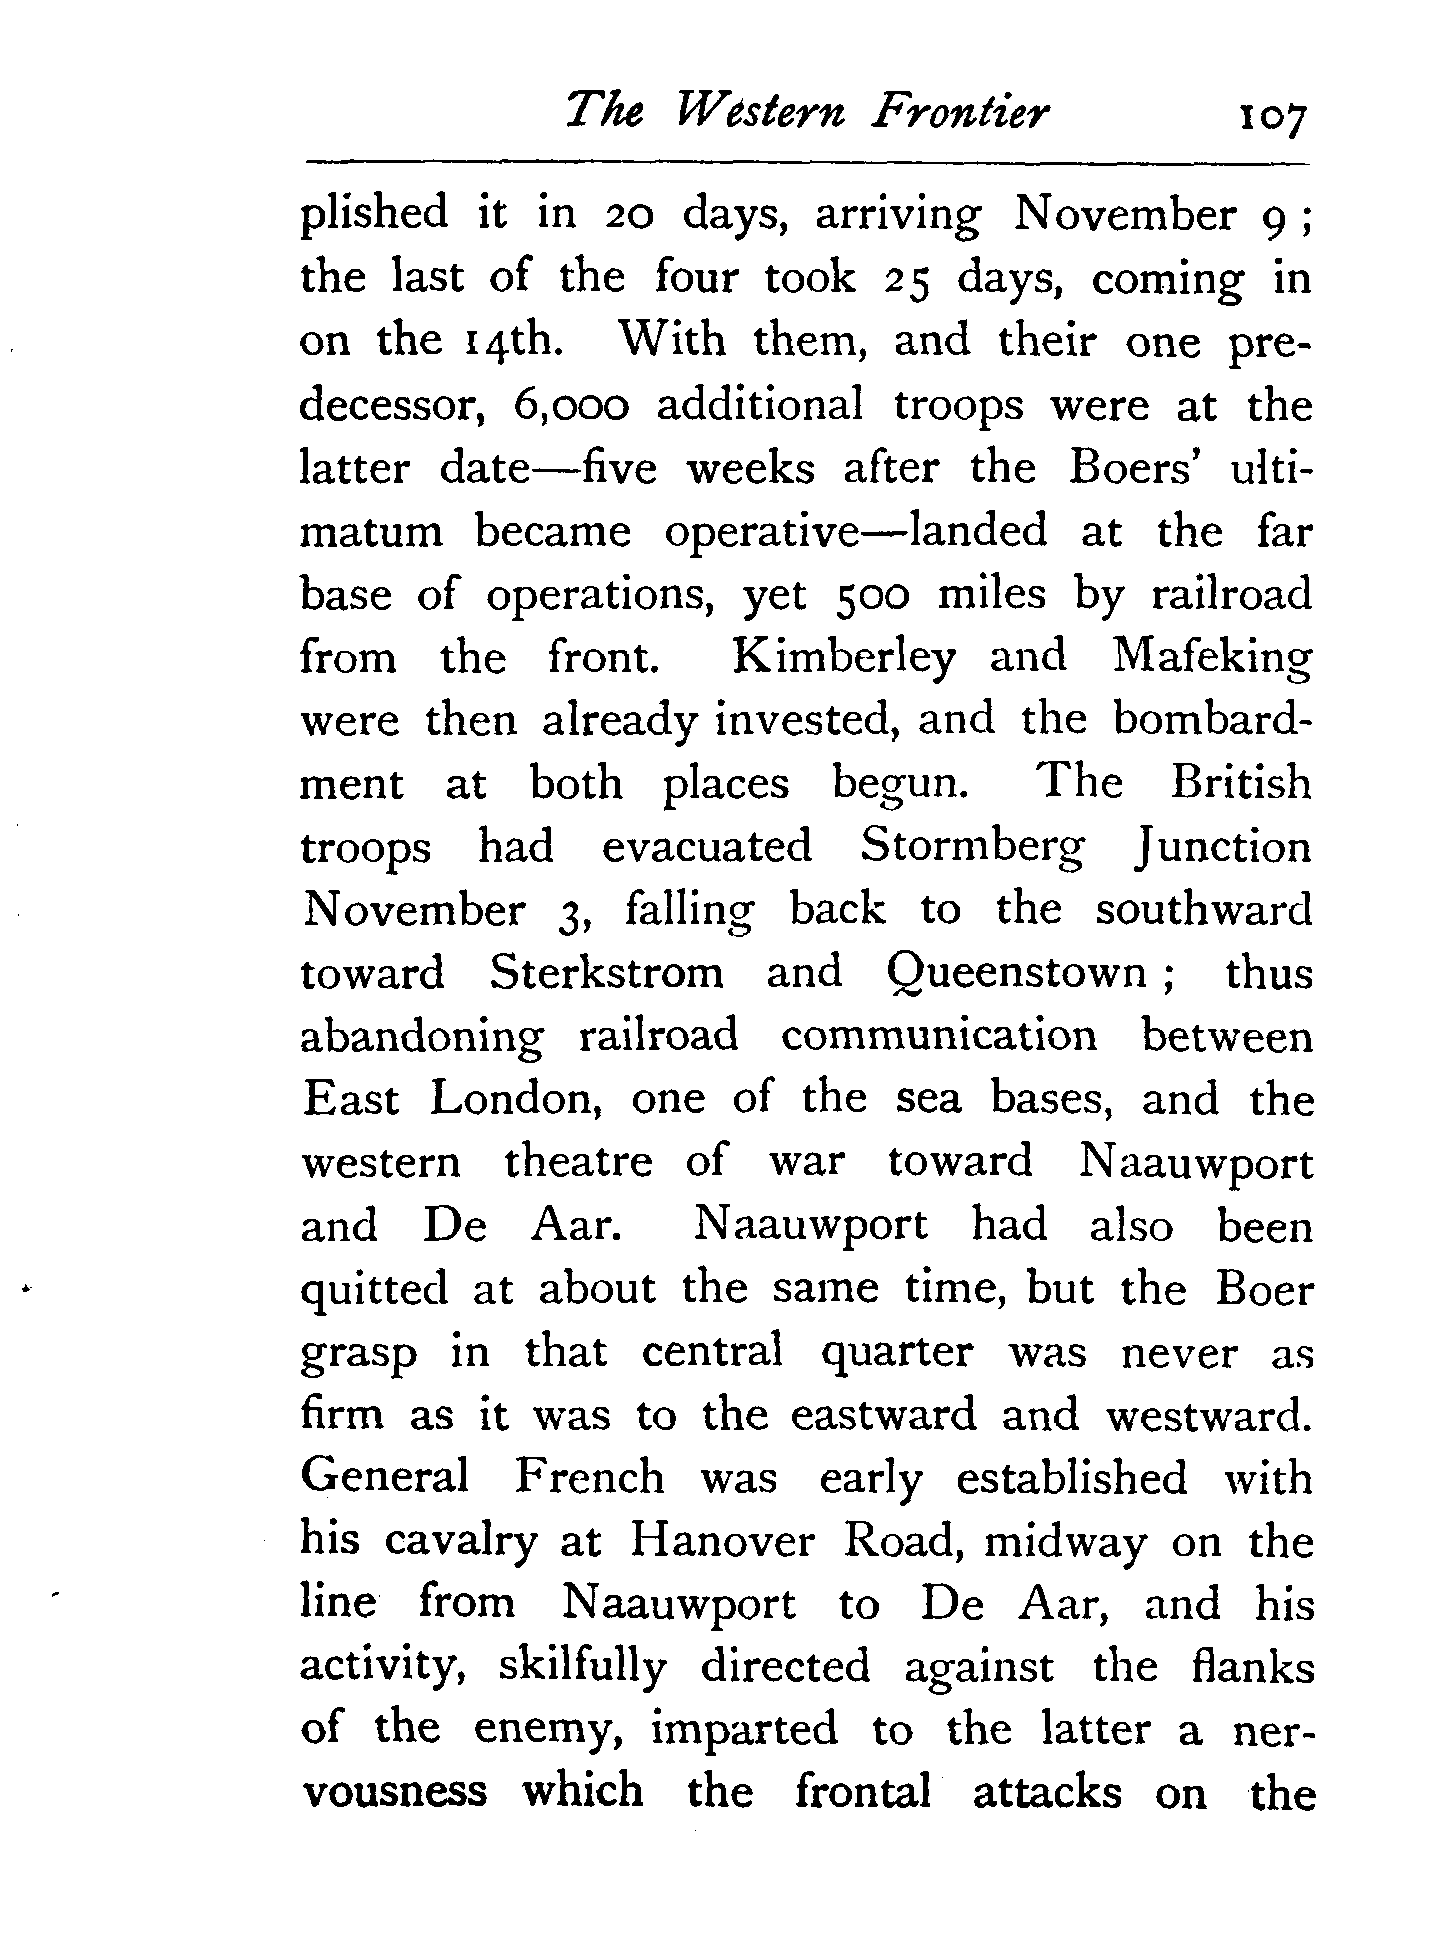 The Western Frontier 107
plished it in 20 days, arriving November 9 ;
the last of the four took 25 days, coming in
on the 14th. With them, and their one pre-
decessor, 6,000 additional troops were at the
latter date—five weeks after the Boers' ulti-
matum became operative—landed at the far
base of operations, yet 500 miles by railroad
from the front. Kimberley and Mafeking
were then already invested, and the bombard-
ment at both places begun. The British
troops had evacuated Stormberg Junction
November 3, falling back to the southward
toward Sterkstrom and Queenstown ; thus
abandoning railroad communication between
East London, one of the sea bases, and the
western theatre of war toward Naauwport
and De Aar. Naauwport had also been
quitted at about the same time, but the Boer
grasp in that central quarter was never as
firm as it was to the eastward and westward.
General French was early established with
his cavalry at Hanover Road, midway on the
line from Naauwport to De Aar, and his
activity, skilfully directed against the flanks
of the enemy, imparted to the latter a ner-
vousness which the frontal attacks on the